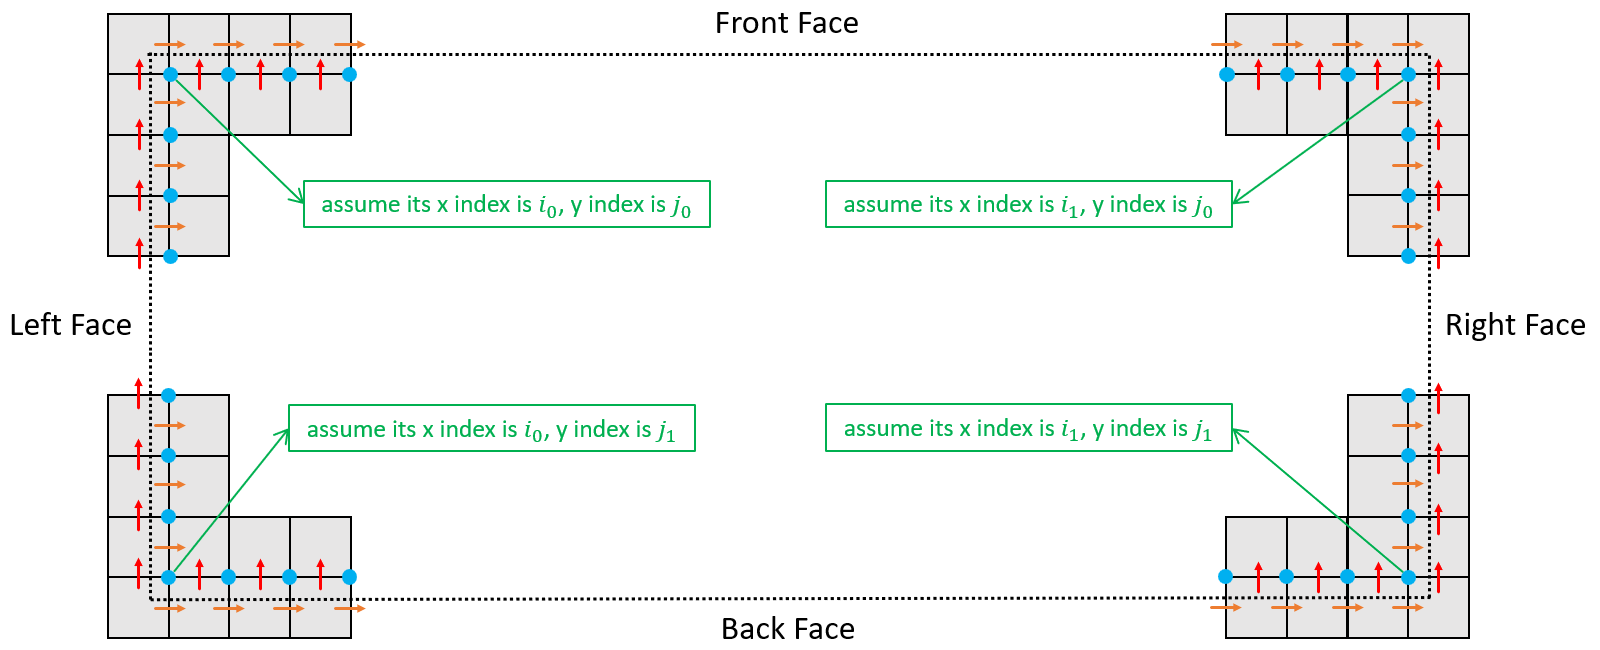 Front Face
assume its x index is i₀, y index is j₀
assume its x index is i₁, y index is j₀
Left Face
Right Face
assume its x index is i₀, y index is j₁
assume its x index is i₁, y index is j₁
Back Face